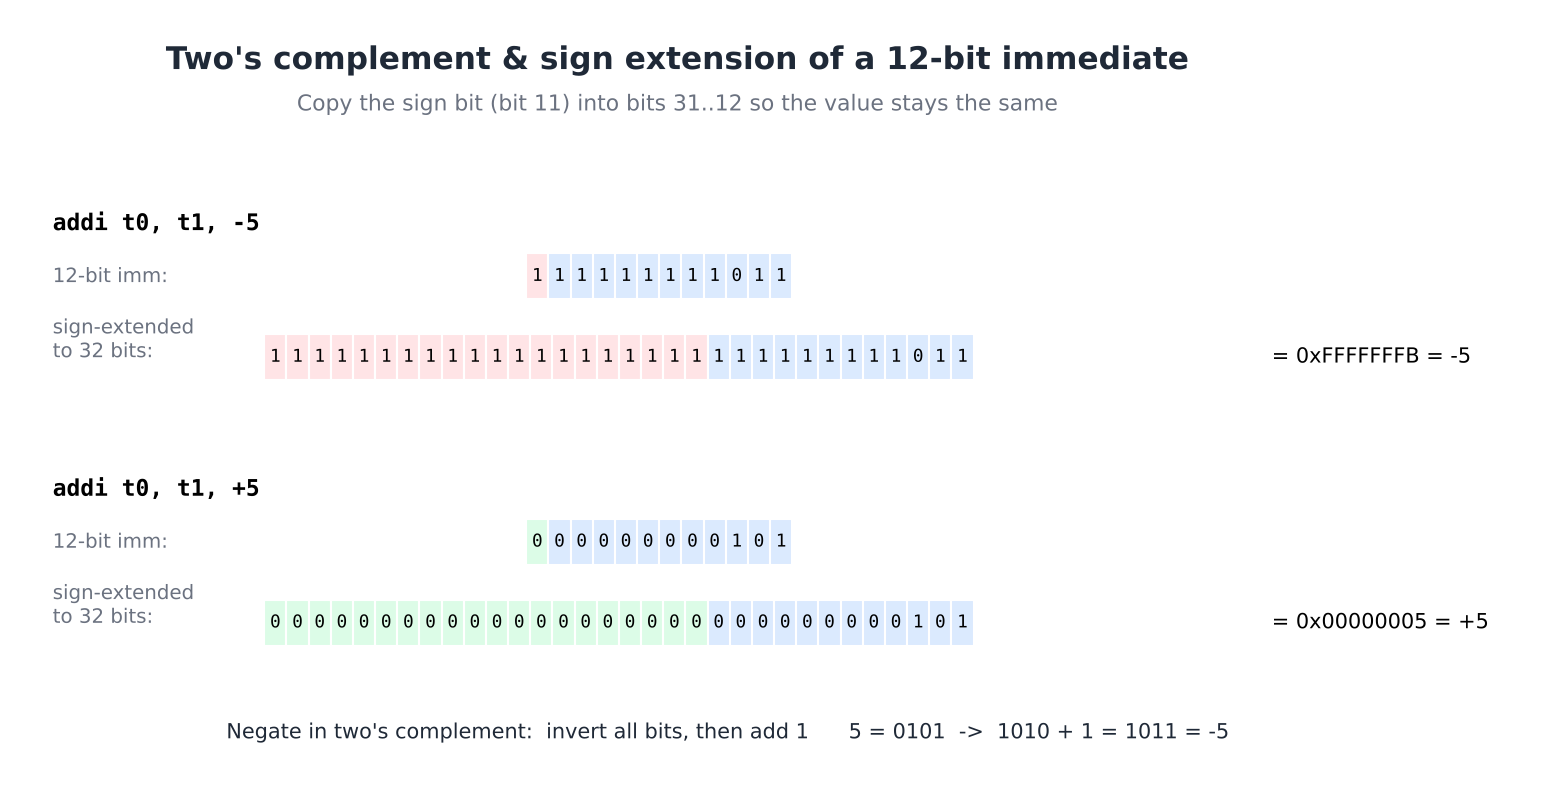 Two's complement & sign extension of a 12-bit immediate
Copy the sign bit (bit 11) into bits 31..12 so the value stays the same
addi t0, t1, -5
12-bit imm: 1 1 1 1 1 1 1 1 1 0 1 1
sign-extended
to 32 bits: 1 1 1 1 1 1 1 1 1 1 1 1 1 1 1 1 1 1 1 1 1 1 1 1 1 1 1 1 1 0 1 1 = 0xFFFFFFFB = -5
addi t0, t1, +5
12-bit imm: 0 0 0 0 0 0 0 0 0 1 0 1
sign-extended
to 32 bits: 0 0 0 0 0 0 0 0 0 0 0 0 0 0 0 0 0 0 0 0 0 0 0 0 0 0 0 0 0 1 0 1 = 0x00000005 = +5
Negate in two's complement: invert all bits, then add 1 5 = 0101 -> 1010 + 1 = 1011 = -5